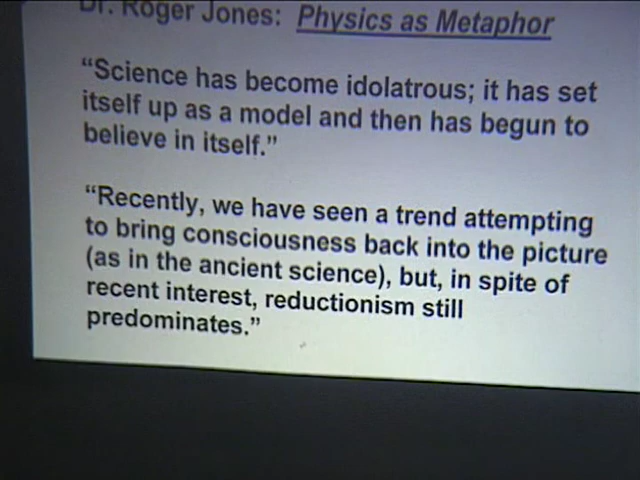 Dr. Roger Jones: Physics as Metaphor
“Science has become idolatrous; it has set
itself up as a model and then has begun to
believe in itself.”
“Recently, we have seen a trend attempting
to bring consciousness back into the picture
(as in the ancient science), but, in spite of
recent interest, reductionism still
predominates.”